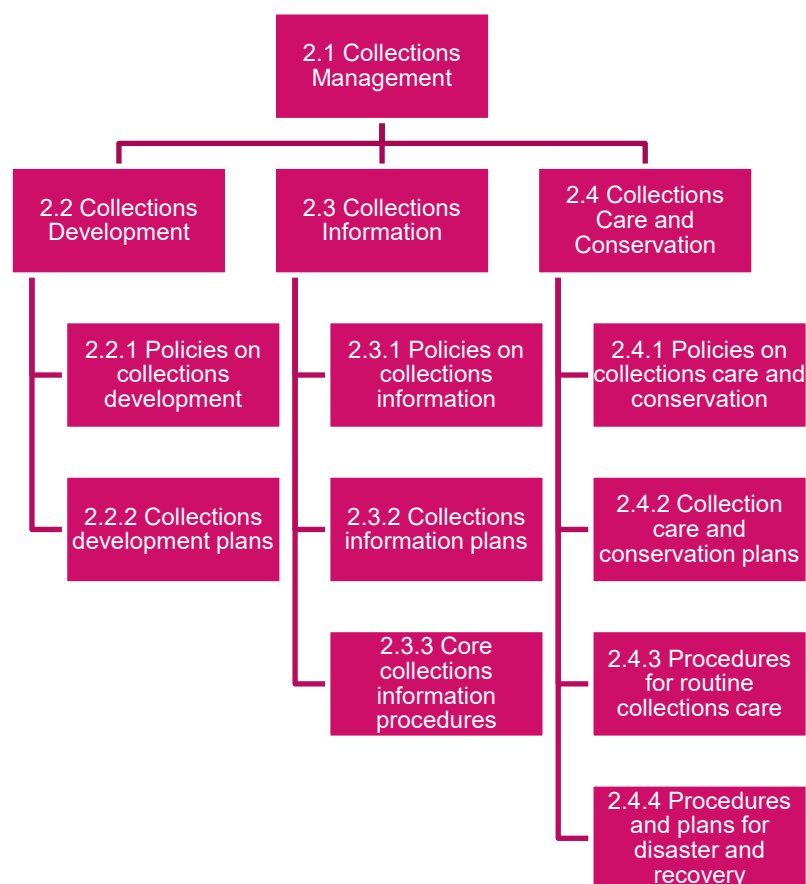 2.1 Collections
Management
2.2 Collections
Development
2.3 Collections
Information
2.4 Collections
Care and
Conservation
2.2.1 Policies on
collections
development
2.3.1 Policies on
collections
information
2.4.1 Policies on
collections care and
conservation
2.2.2 Collections
development plans
2.3.2 Collections
information plans
2.4.2 Collection
care and
conservation plans
2.3.3 Core
collections
information
procedures
2.4.3 Procedures
for routine
collections care
2.4.4 Procedures
and plans for
disaster and
recovery